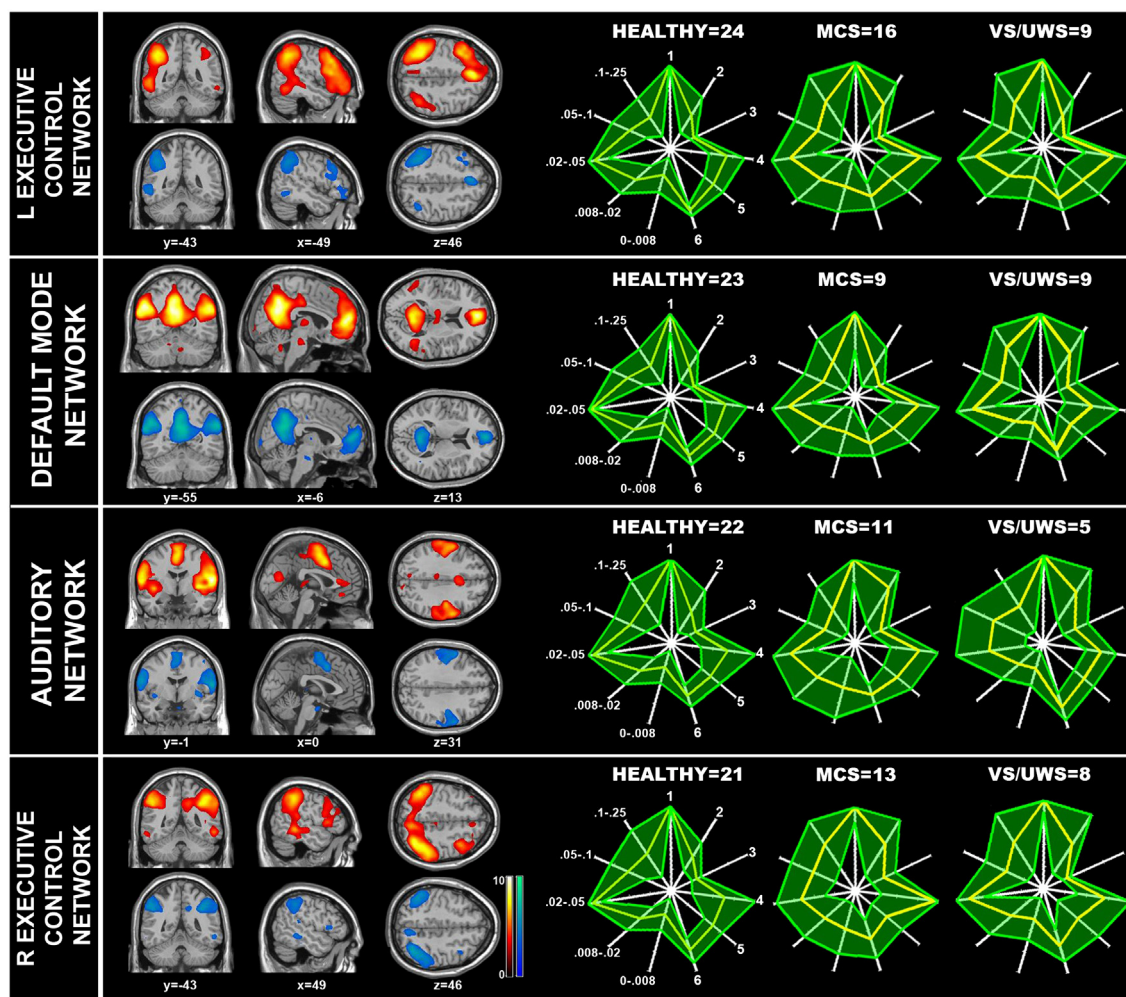 L EXECUTIVE
CONTROL
NETWORK
y=-43
x=-49
z=46
HEALTHY=24
1
2
3
4
5
6
0-.008
.008-.02
.02-.05
.05-.1
.1-.25
MCS=16
VS/UWS=9
DEFAULT MODE
NETWORK
y=-55
x=-6
z=13
HEALTHY=23
1
2
3
4
5
6
0-.008
.008-.02
.02-.05
.05-.1
.1-.25
MCS=9
VS/UWS=9
AUDITORY
NETWORK
y=-1
x=0
z=31
HEALTHY=22
1
2
3
4
5
6
0-.008
.008-.02
.02-.05
.05-.1
.1-.25
MCS=11
VS/UWS=5
R EXECUTIVE
CONTROL
NETWORK
y=-43
x=49
z=46
10
0
HEALTHY=21
1
2
3
4
5
6
0-.008
.008-.02
.02-.05
.05-.1
.1-.25
MCS=13
VS/UWS=8